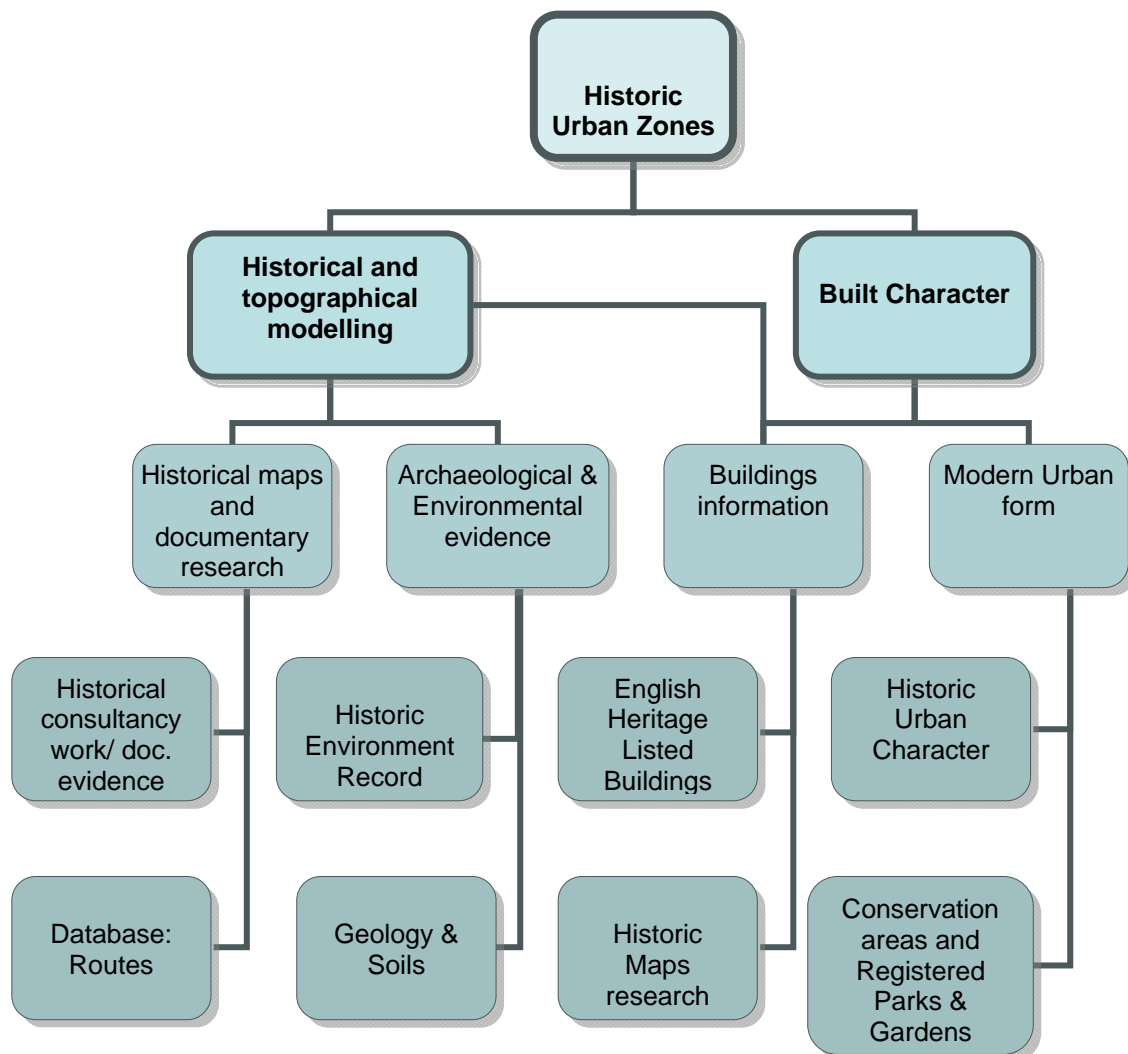 Historic
Urban Zones
Historical and
topographical
modelling
Built Character
Historical maps
and
documentary
research
Archaeological &
Environmental
evidence
Buildings
information
Modern Urban
form
Historical
consultancy
work/ doc.
evidence
Historic
Environment
Record
English
Heritage
Listed
Buildings
Historic
Urban
Character
Database:
Routes
Geology &
Soils
Historic
Maps
research
Conservation
areas and
Registered
Parks &
Gardens